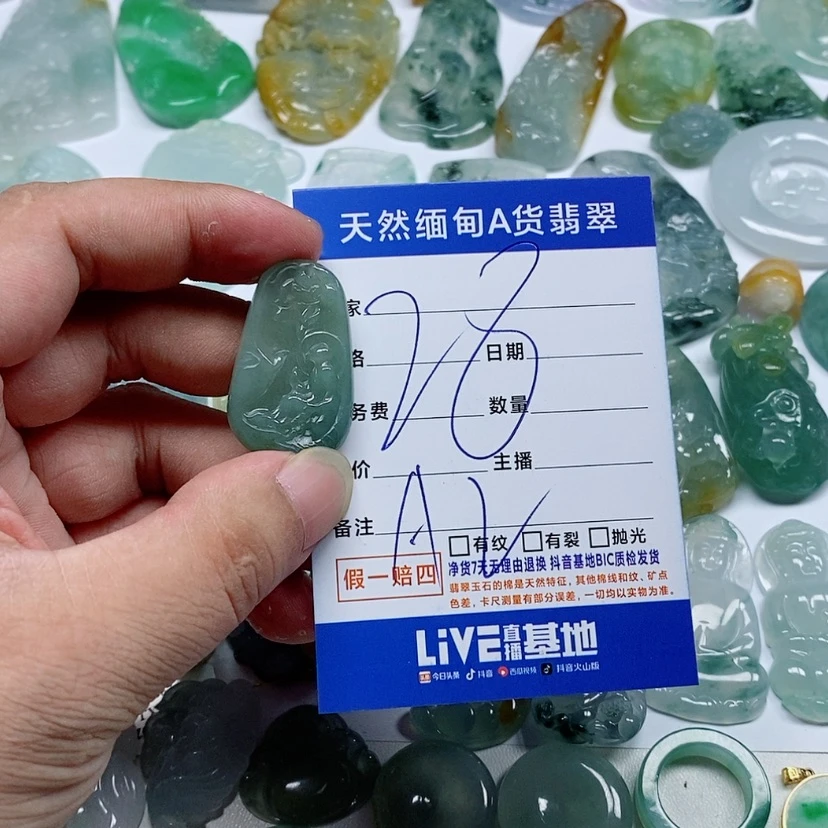 天然缅甸A货翡翠
家
格 日期
务费 数量
价 主播
备注
有纹 有裂 抛光
假一赔四
净货7天无理由退换 抖音基地BIC质检发货
翡翠玉石的棉是天然特征，其他棉线和纹、矿点
色差，卡尺测量有部分误差，一切均以实物为准。
LiVE直播基地
头条 今日头条 抖音 西瓜视频 抖音火山版